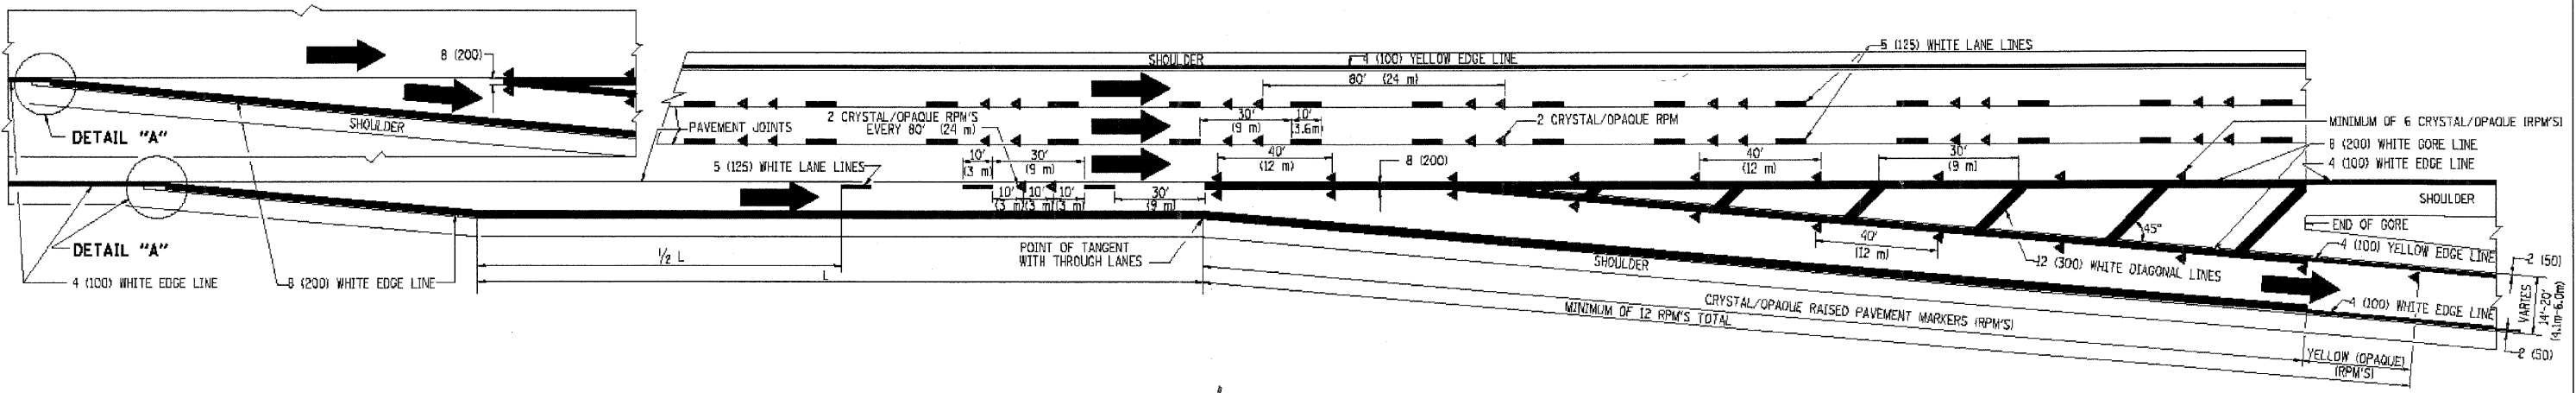 8 (200)
DETAIL "A"
SHOULDER
SHOULDER
4 (100) YELLOW EDGE LINE
5 (125) WHITE LANE LINES
80' (24 m)
PAVEMENT JOINTS
2 CRYSTAL/OPAQUE RPM'S
EVERY 80' (24 m)
30'
(9 m)
10'
(3.6m)
2 CRYSTAL/OPAQUE RPM
MINIMUM OF 6 CRYSTAL/OPAQUE (RPM'S)
8 (200) WHITE GORE LINE
4 (100) WHITE EDGE LINE
5 (125) WHITE LANE LINES
10'
(3 m)
30'
(9 m)
40'
(12 m)
8 (200)
40'
(12 m)
30'
(9 m)
10'
(3 m)
10'
(3 m)
10'
(3 m)
30'
(9 m)
SHOULDER
DETAIL "A"
4 (100) WHITE EDGE LINE
8 (200) WHITE EDGE LINE
1/2 L
L
POINT OF TANGENT
WITH THROUGH LANES
SHOULDER
40'
(12 m)
45°
END OF GORE
4 (100) YELLOW EDGE LINE
12 (300) WHITE DIAGONAL LINES
2 (50)
CRYSTAL/OPAQUE RAISED PAVEMENT MARKERS (RPM'S)
MINIMUM OF 12 RPM'S TOTAL
4 (100) WHITE EDGE LINE
VARIES
14'-20'
(4.1m-6.0m)
YELLOW (OPAQUE)
(RPM'S)
2 (50)